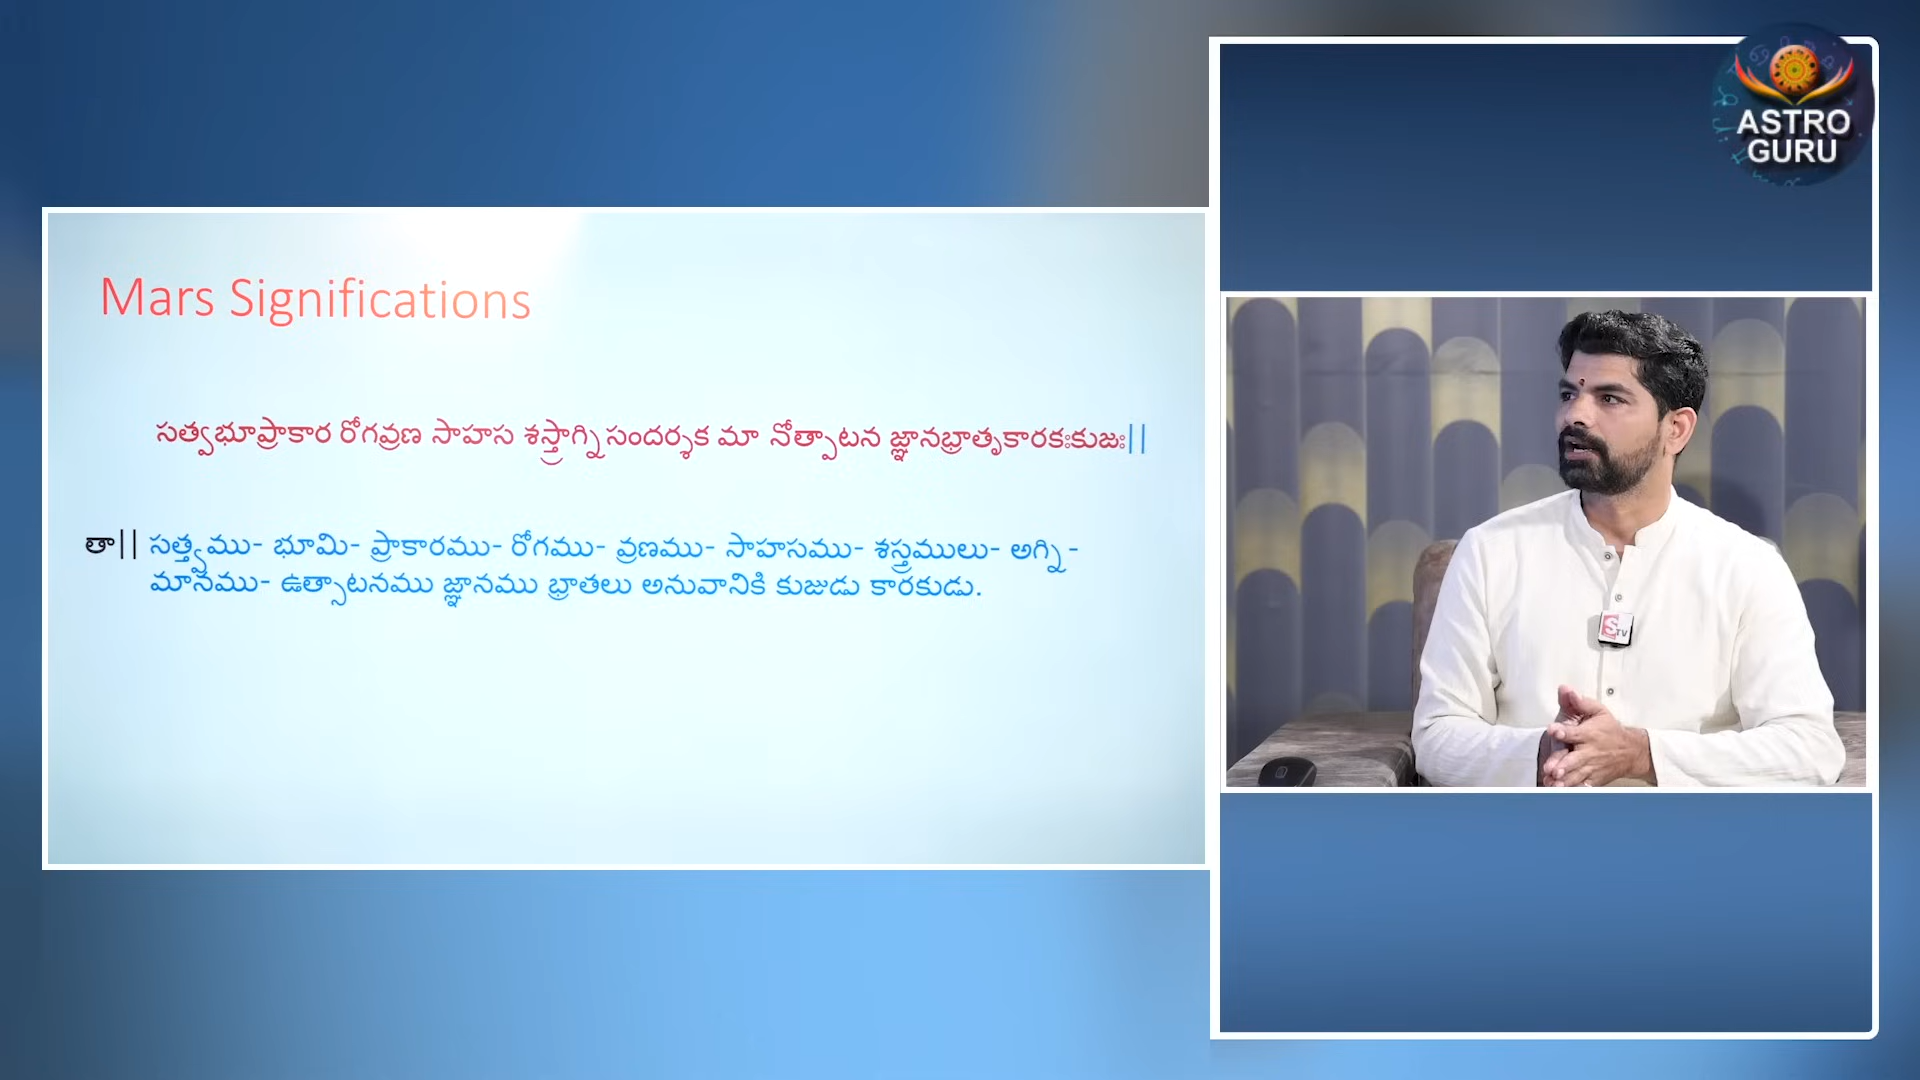 Mars Significations
సత్వభూప్రాకార రోగవ్రణ సాహస శస్త్రాగ్నిసందర్శక మా నోత్పాటన జ్ఞానభ్రాతృకారకఃకుజః||
తా|| సత్త్వము- భూమి- ప్రాకారము- రోగము- వ్రణము- సాహసము- శస్త్రములు- అగ్ని-
మానము- ఉత్సాటనము జ్ఞానము భ్రాతలు అనువానికి కుజుడు కారకుడు.
ASTRO
GURU
STV